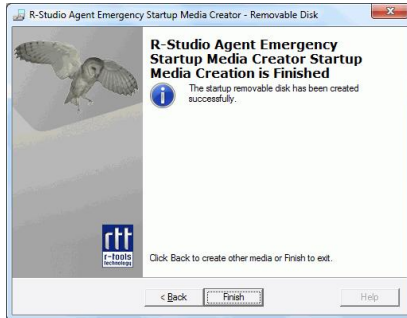 R-Studio Agent Emergency Startup Media Creator - Removable Disk
R-Studio Agent Emergency
Startup Media Creator Startup
Media Creation is Finished
The startup removable disk has been created
successfully.
rtt
r-tools
technology
Click Back to create other media or Finish to exit.
< Back
Finish
Help